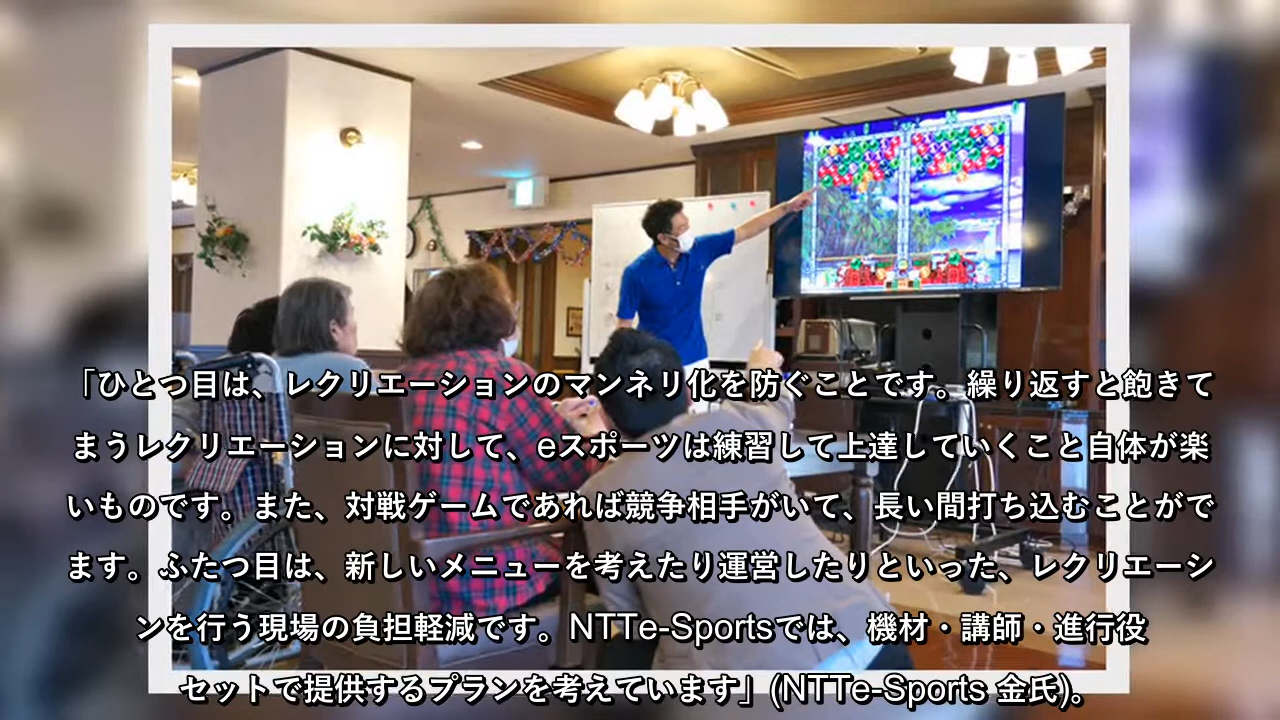 「ひとつ目は、レクリエーションのマンネリ化を防ぐことです。繰り返すと飽きて
まうレクリエーションに対して、eスポーツは練習して上達していくこと自体が楽
いものです。また、対戦ゲームであれば競争相手がいて、長い間打ち込むことがで
ます。ふたつ目は、新しいメニューを考えたり運営したりといった、レクリエーシ
ンを行う現場の負担軽減です。NTTe-Sportsでは、機材・講師・進行役
セットで提供するプランを考えています」(NTTe-Sports 金氏)。